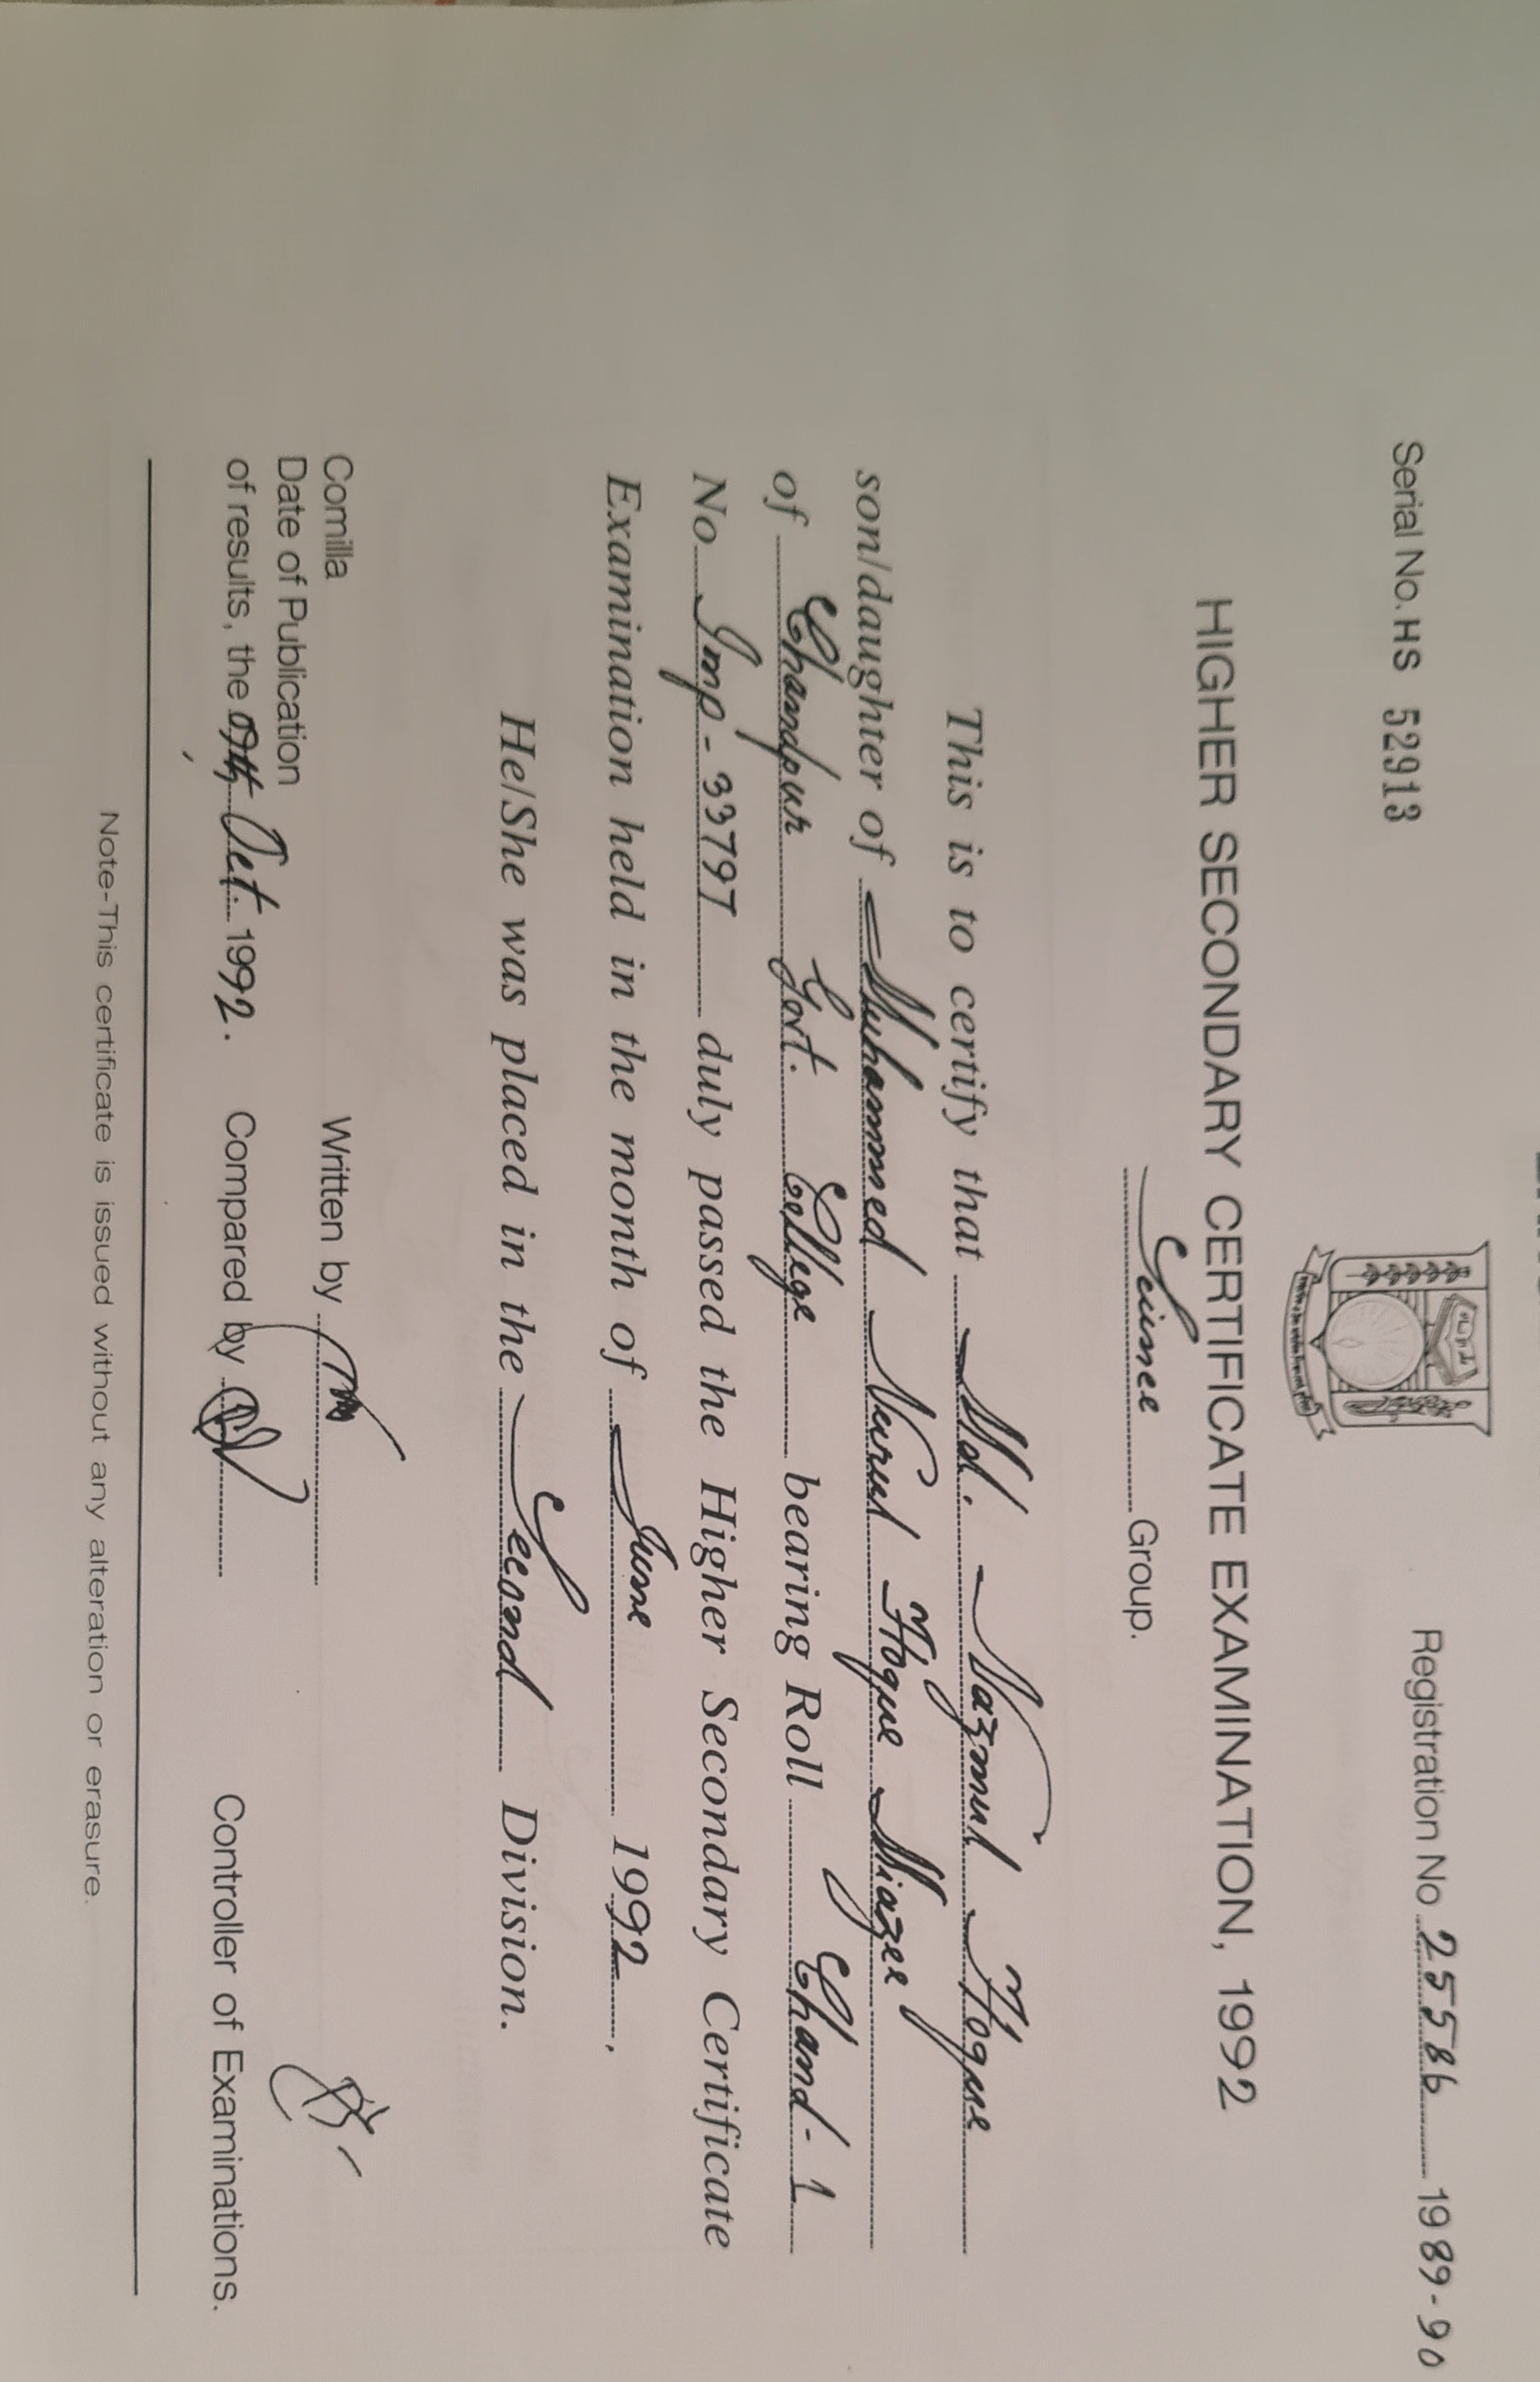 Serial No. HS 52913
Registration No 25586 1989-90
HIGHER SECONDARY CERTIFICATE EXAMINATION, 1992
Science Group.
This is to certify that Md. Nazmul Hoque
son/daughter of Muhammed Nurul Hoque Miazee
of Chandpur Govt. College bearing Roll Chand-1
No Imp-33797 duly passed the Higher Secondary Certificate
Examination held in the month of June 1992,
He/She was placed in the Second Division.
Comilla
Date of Publication
of results, the Oct. 1992.
Written by
Compared by
Controller of Examinations.
Note-This certificate is issued without any alteration or erasure.